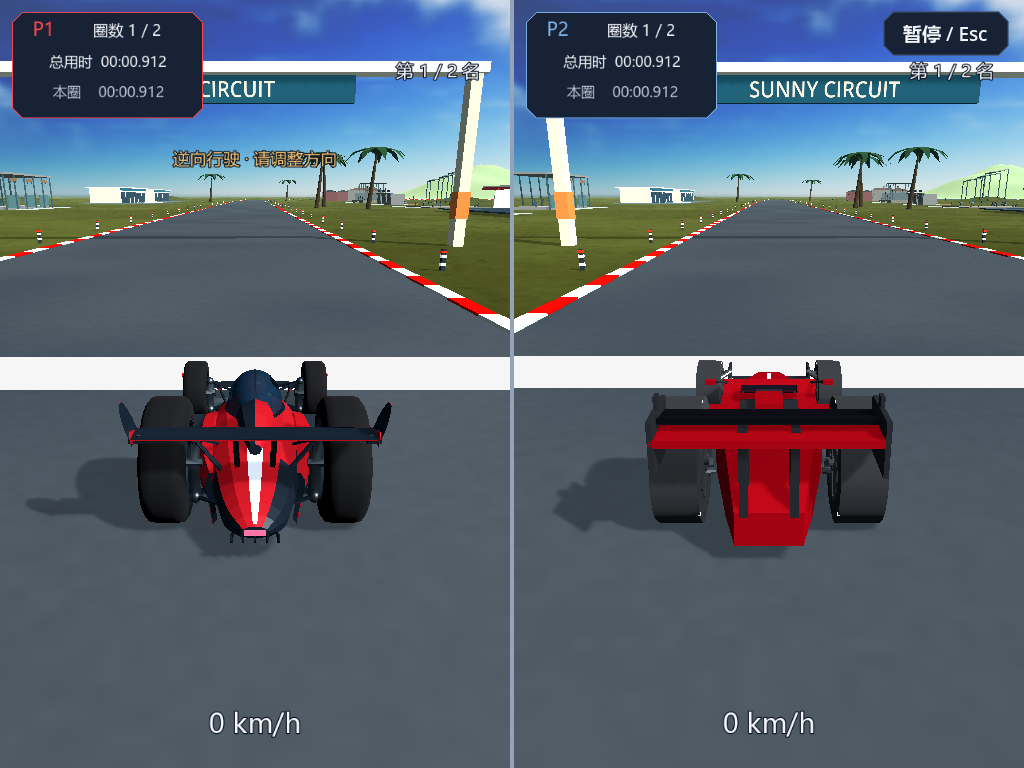 P1 圈数 1 / 2
总用时 00:00.912
本圈 00:00.912
第 1 / 2 名
CIRCUIT
逆向行驶 · 请调整方向
0 km/h
P2 圈数 1 / 2
总用时 00:00.912
本圈 00:00.912
暂停 / Esc
第 1 / 2 名
SUNNY CIRCUIT
0 km/h